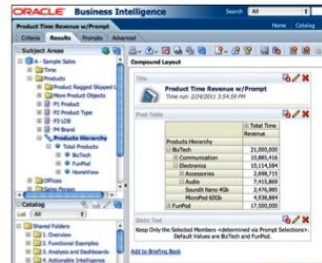 ORACLE Business Intelligence
Search All
Product Time Revenue w/Prompt
Home Catalog
Criteria Results Prompts Advanced
Subject Areas
A - Sample Sales
Time
Products
Product Ragged Skipped L
More Product Objects
P1 Product
P2 Product Type
P3 LOB
P4 Brand
Products Hierarchy
Total Products
BizTech
FunPod
HomeView
Offices
Sales Person
Catalog
List All
Shared Folders
1. Overview
2. Functional Examples
3. Analysis and Dashboards
4. Actionable Intelligence
Compound Layout
Title
Product Time Revenue w/Prompt
Time run: 2/24/2011 3:54:59 PM
Pivot Table
Total Time
Revenue
Products Hierarchy
BizTech 21,000,000
Communication 10,885,416
Electronics 10,114,584
Accessories 2,698,715
Audio 7,415,869
SoundX Nano 4Gb 2,476,985
MicroPod 60Gb 4,938,884
FunPod 17,500,000
Static Text
Keep Only the Selected Members <determined via Prompt Selections>.
Default Values are BizTech and FunPod.
Add to Briefing Book